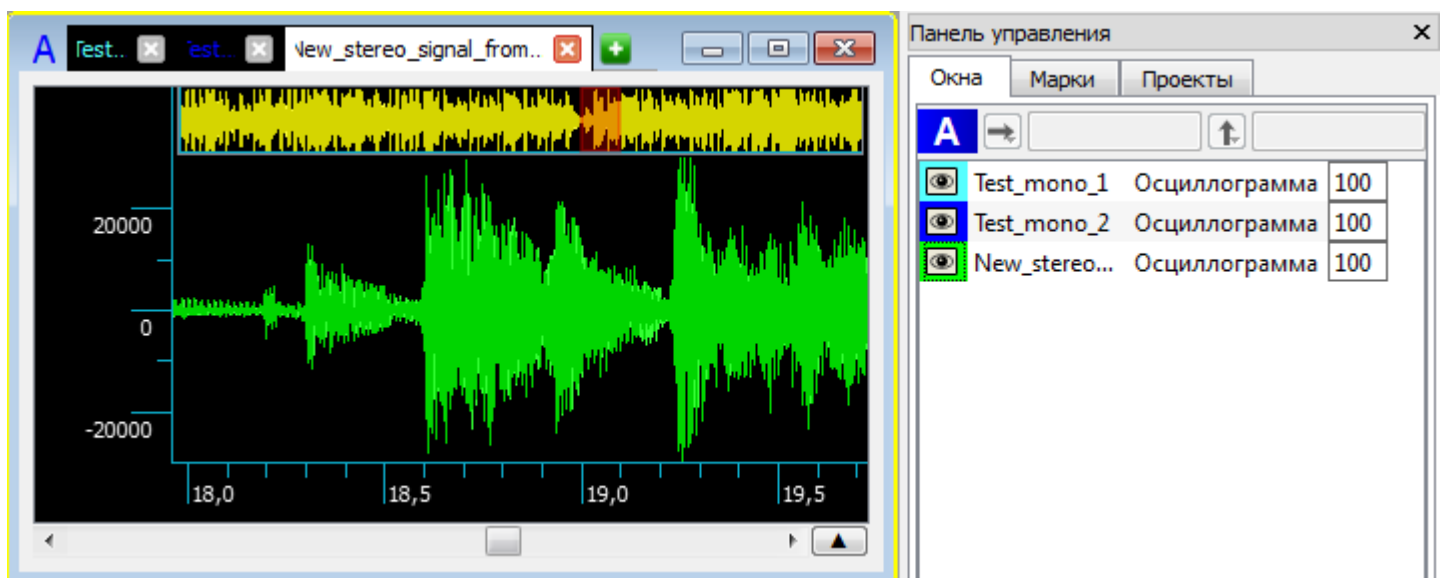 A Test.. Test... New_stereo_signal_from..
20000
0
-20000
18,0 18,5 19,0 19,5
Панель управления
Окна Марки Проекты
A
Test_mono_1 Осциллограмма 100
Test_mono_2 Осциллограмма 100
New_stereo... Осциллограмма 100